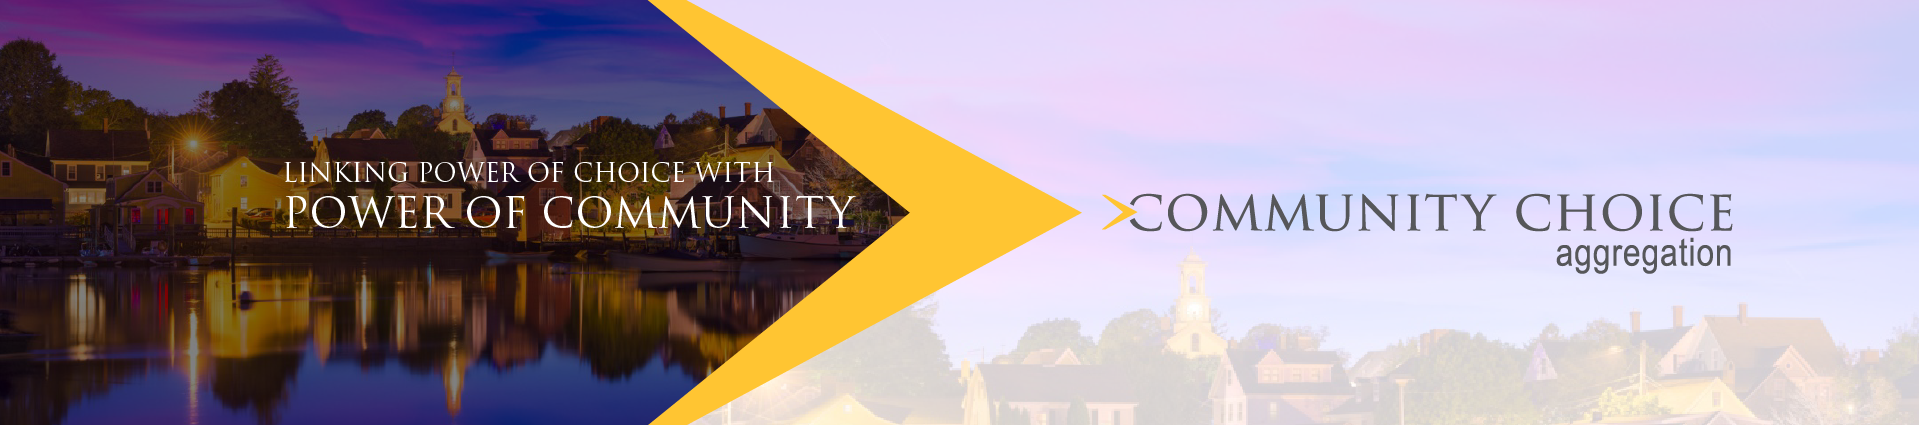 LINKING POWER OF CHOICE WITH
POWER OF COMMUNITY
COMMUNITY CHOICE
aggregation